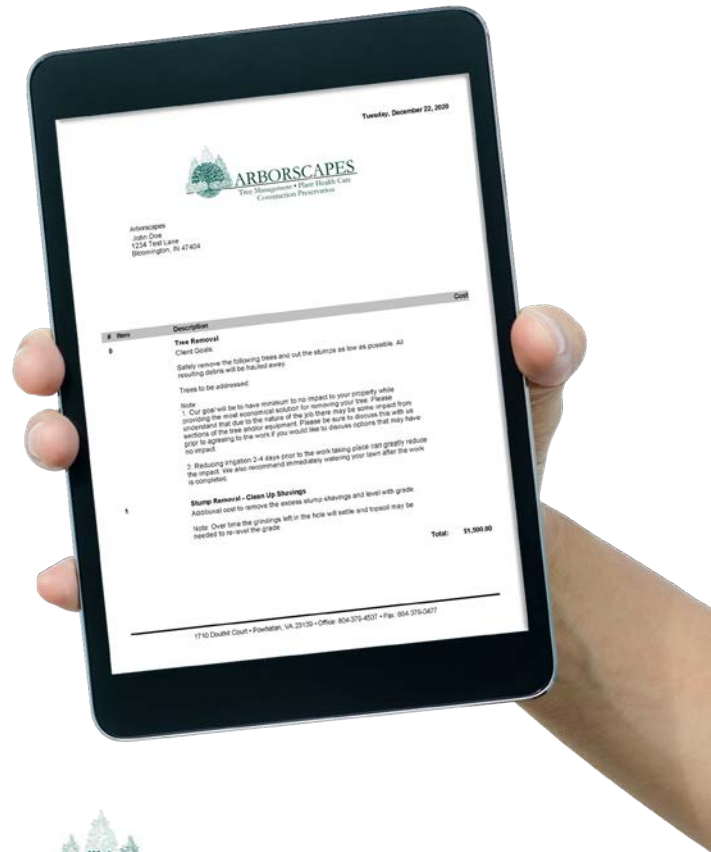 Tuesday, December 22, 2020
ARBORSCAPES
Tree Management • Plant Health Care
Construction Preservation
Arborscapes
John Doe
1234 Test Lane
Bloomington, IN 47404
# Item Description Cost
0 Tree Removal
Client Goals:
Safely remove the following trees and cut the stumps as low as possible. All
resulting debris will be hauled away.
Trees to be addressed:
Note:
1. Our goal will be to have minimum to no impact to your property while
providing the most economical solution for removing your tree. Please
understand that due to the nature of the job there may be some impact from
sections of the tree and/or equipment. Please be sure to discuss this with us
prior to agreeing to the work if you would like to discuss options that may have
no impact.
2. Reducing irrigation 2-4 days prior to the work taking place can greatly reduce
the impact. We also recommend immediately watering your lawn after the work
is completed.
1 Stump Removal - Clean Up Shavings
Additional cost to remove the excess stump shavings and level with grade.
Note: Over time the grindings left in the hole will settle and topsoil may be
needed to re-level the grade.
Total: $1,500.00
1710 Douthit Court • Powhatan, VA 23139 • Office: 804-379-4507 • Fax: 804-379-0477